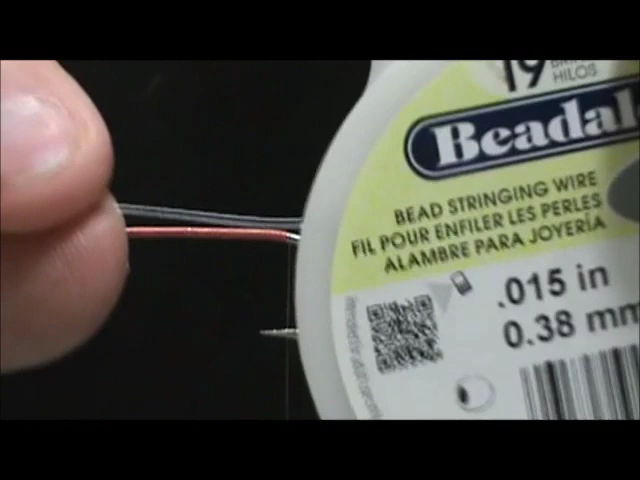 19
HILOS
Beadal
BEAD STRINGING WIRE
FIL POUR ENFILER LES PERLES
ALAMBRE PARA JOYERÍA
.015 in
0.38 mm